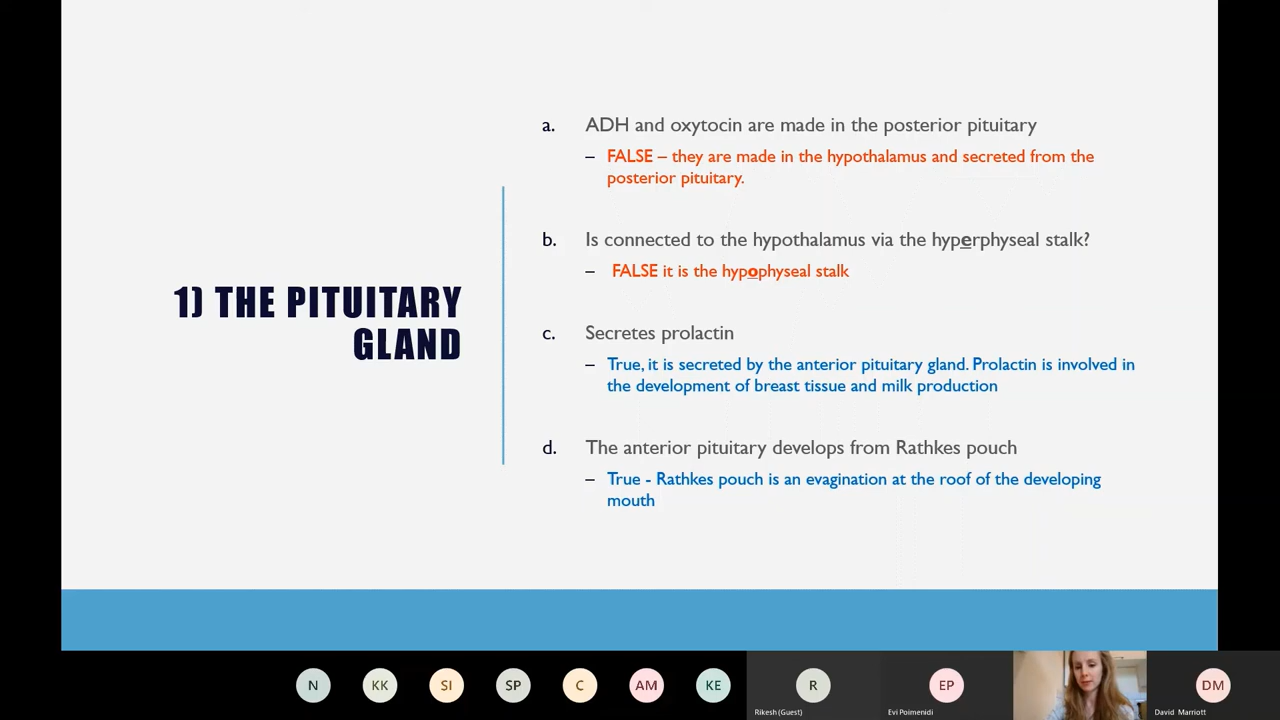 1) THE PITUITARY
GLAND
a. ADH and oxytocin are made in the posterior pituitary
– FALSE – they are made in the hypothalamus and secreted from the
posterior pituitary.
b. Is connected to the hypothalamus via the hyperphyseal stalk?
– FALSE it is the hypophyseal stalk
c. Secretes prolactin
– True, it is secreted by the anterior pituitary gland. Prolactin is involved in
the development of breast tissue and milk production
d. The anterior pituitary develops from Rathkes pouch
– True - Rathkes pouch is an evagination at the roof of the developing
mouth
N KK SI SP C AM KE R EP DM
Rikesh (Guest) Evi Poimenidi David Marriott